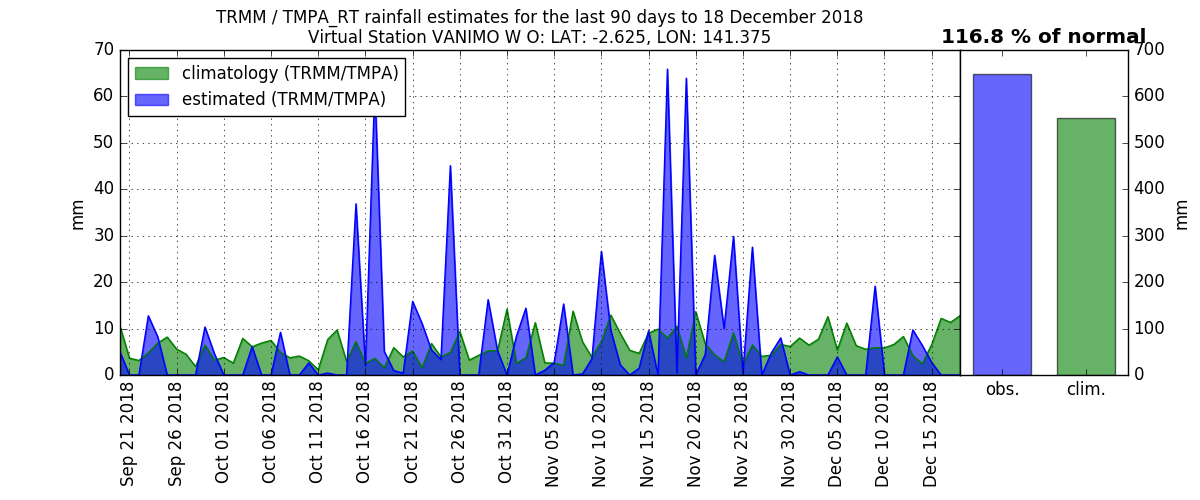 TRMM / TMPA_RT rainfall estimates for the last 90 days to 18 December 2018
Virtual Station VANIMO W O: LAT: -2.625, LON: 141.375
116.8 % of normal
climatology (TRMM/TMPA)
estimated (TRMM/TMPA)
70
60
50
40
30
20
10
0
mm
Sep 21 2018
Sep 26 2018
Oct 01 2018
Oct 06 2018
Oct 11 2018
Oct 16 2018
Oct 21 2018
Oct 26 2018
Oct 31 2018
Nov 05 2018
Nov 10 2018
Nov 15 2018
Nov 20 2018
Nov 25 2018
Nov 30 2018
Dec 05 2018
Dec 10 2018
Dec 15 2018
700
600
500
400
300
200
100
0
mm
obs.
clim.